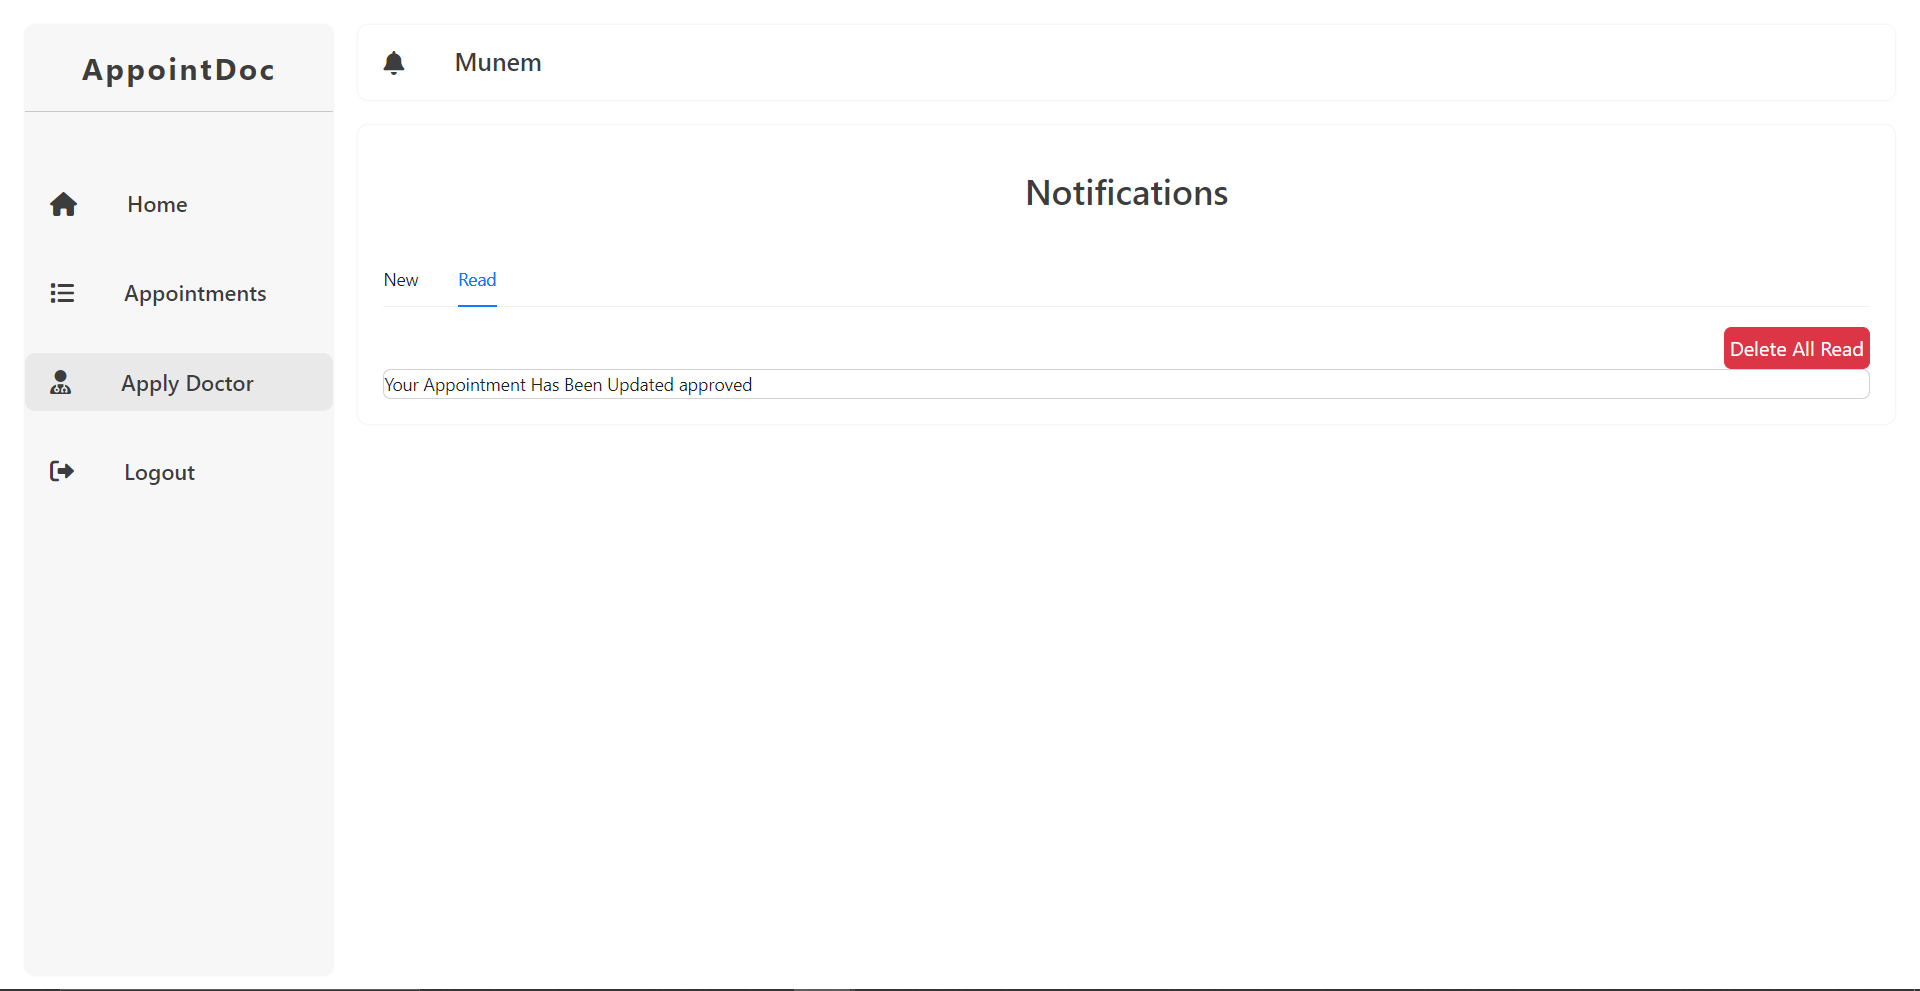 AppointDoc
Home
Appointments
Apply Doctor
Logout
Munem
Notifications
New
Read
Delete All Read
Your Appointment Has Been Updated approved